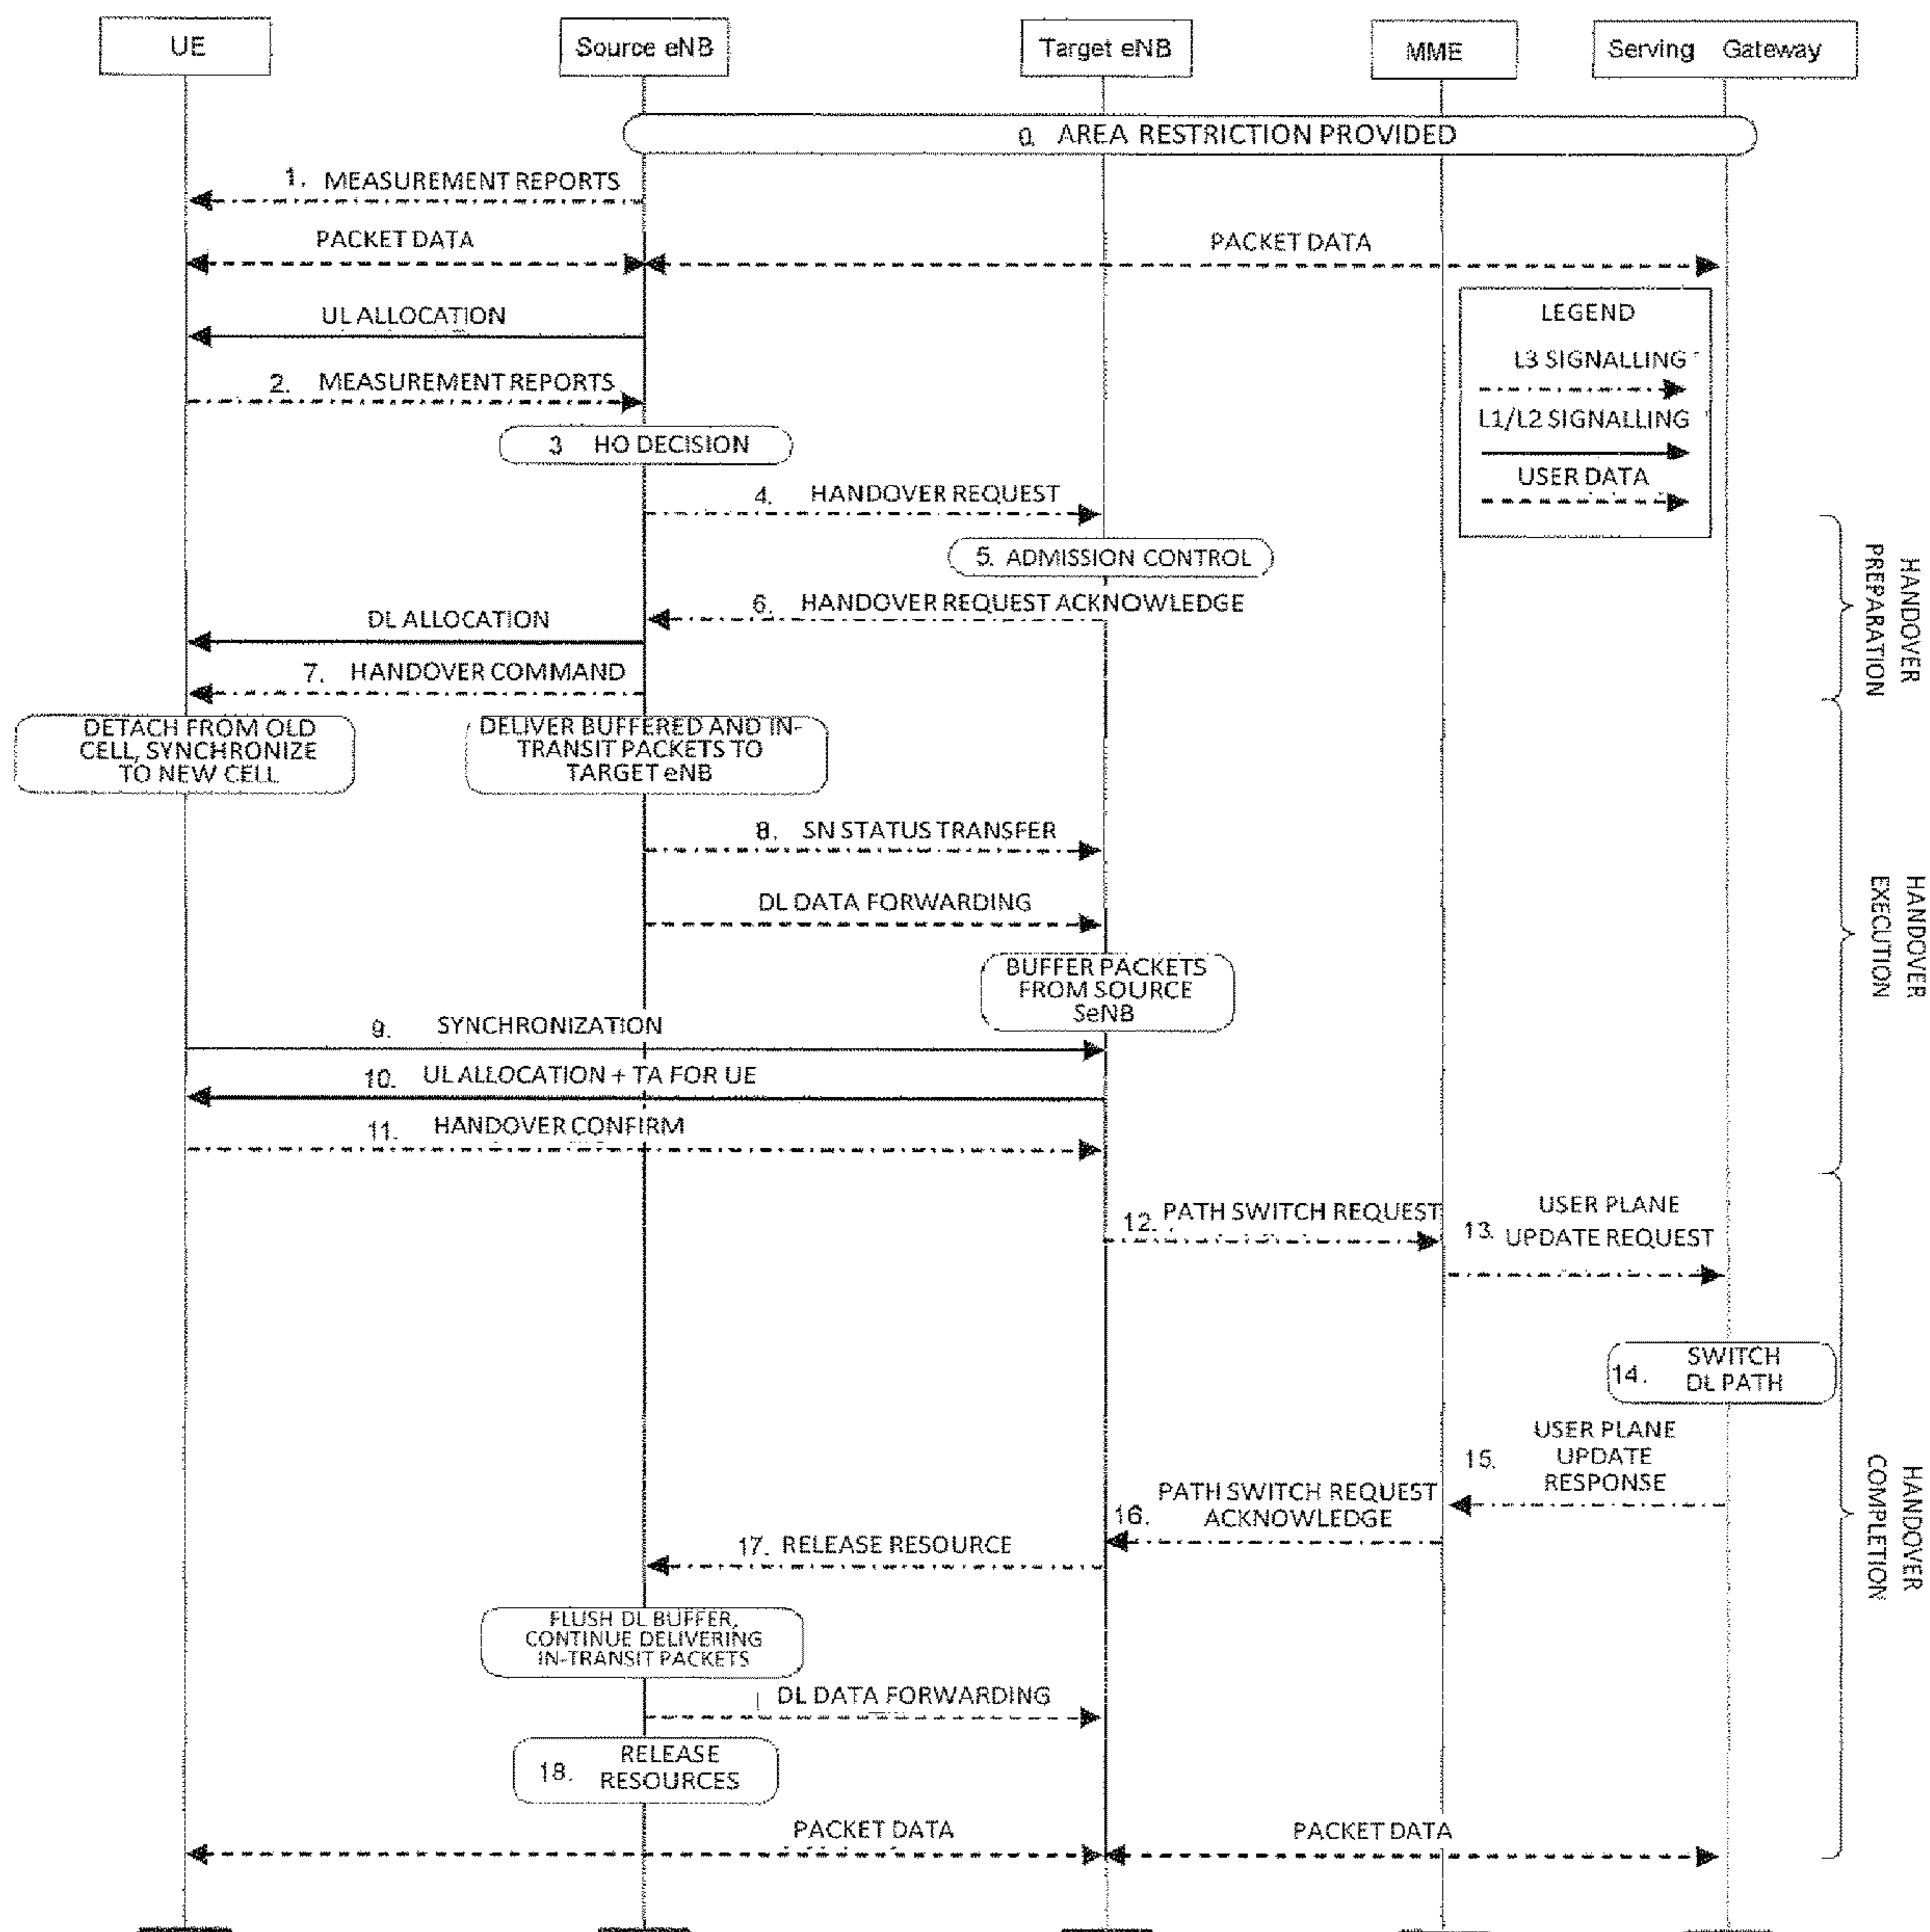 UE
Source eNB
Target eNB
MME
Serving Gateway
0. AREA RESTRICTION PROVIDED
1. MEASUREMENT REPORTS
PACKET DATA
PACKET DATA
UL ALLOCATION
LEGEND
L3 SIGNALLING
L1/L2 SIGNALLING
USER DATA
2. MEASUREMENT REPORTS
3 HO DECISION
4. HANDOVER REQUEST
5. ADMISSION CONTROL
6. HANDOVER REQUEST ACKNOWLEDGE
DL ALLOCATION
7. HANDOVER COMMAND
HANDOVER
PREPARATION
DETACH FROM OLD
CELL, SYNCHRONIZE
TO NEW CELL
DELIVER BUFFERED AND IN-
TRANSIT PACKETS TO
TARGET eNB
8. SN STATUS TRANSFER
DL DATA FORWARDING
BUFFER PACKETS
FROM SOURCE
SeNB
HANDOVER
EXECUTION
9. SYNCHRONIZATION
10. UL ALLOCATION + TA FOR UE
11. HANDOVER CONFIRM
12. PATH SWITCH REQUEST
13. USER PLANE
UPDATE REQUEST
14. SWITCH
DL PATH
15. USER PLANE
UPDATE
RESPONSE
16. PATH SWITCH REQUEST
ACKNOWLEDGE
17. RELEASE RESOURCE
HANDOVER
COMPLETION
FLUSH DL BUFFER,
CONTINUE DELIVERING
IN-TRANSIT PACKETS
DL DATA FORWARDING
18. RELEASE
RESOURCES
PACKET DATA
PACKET DATA